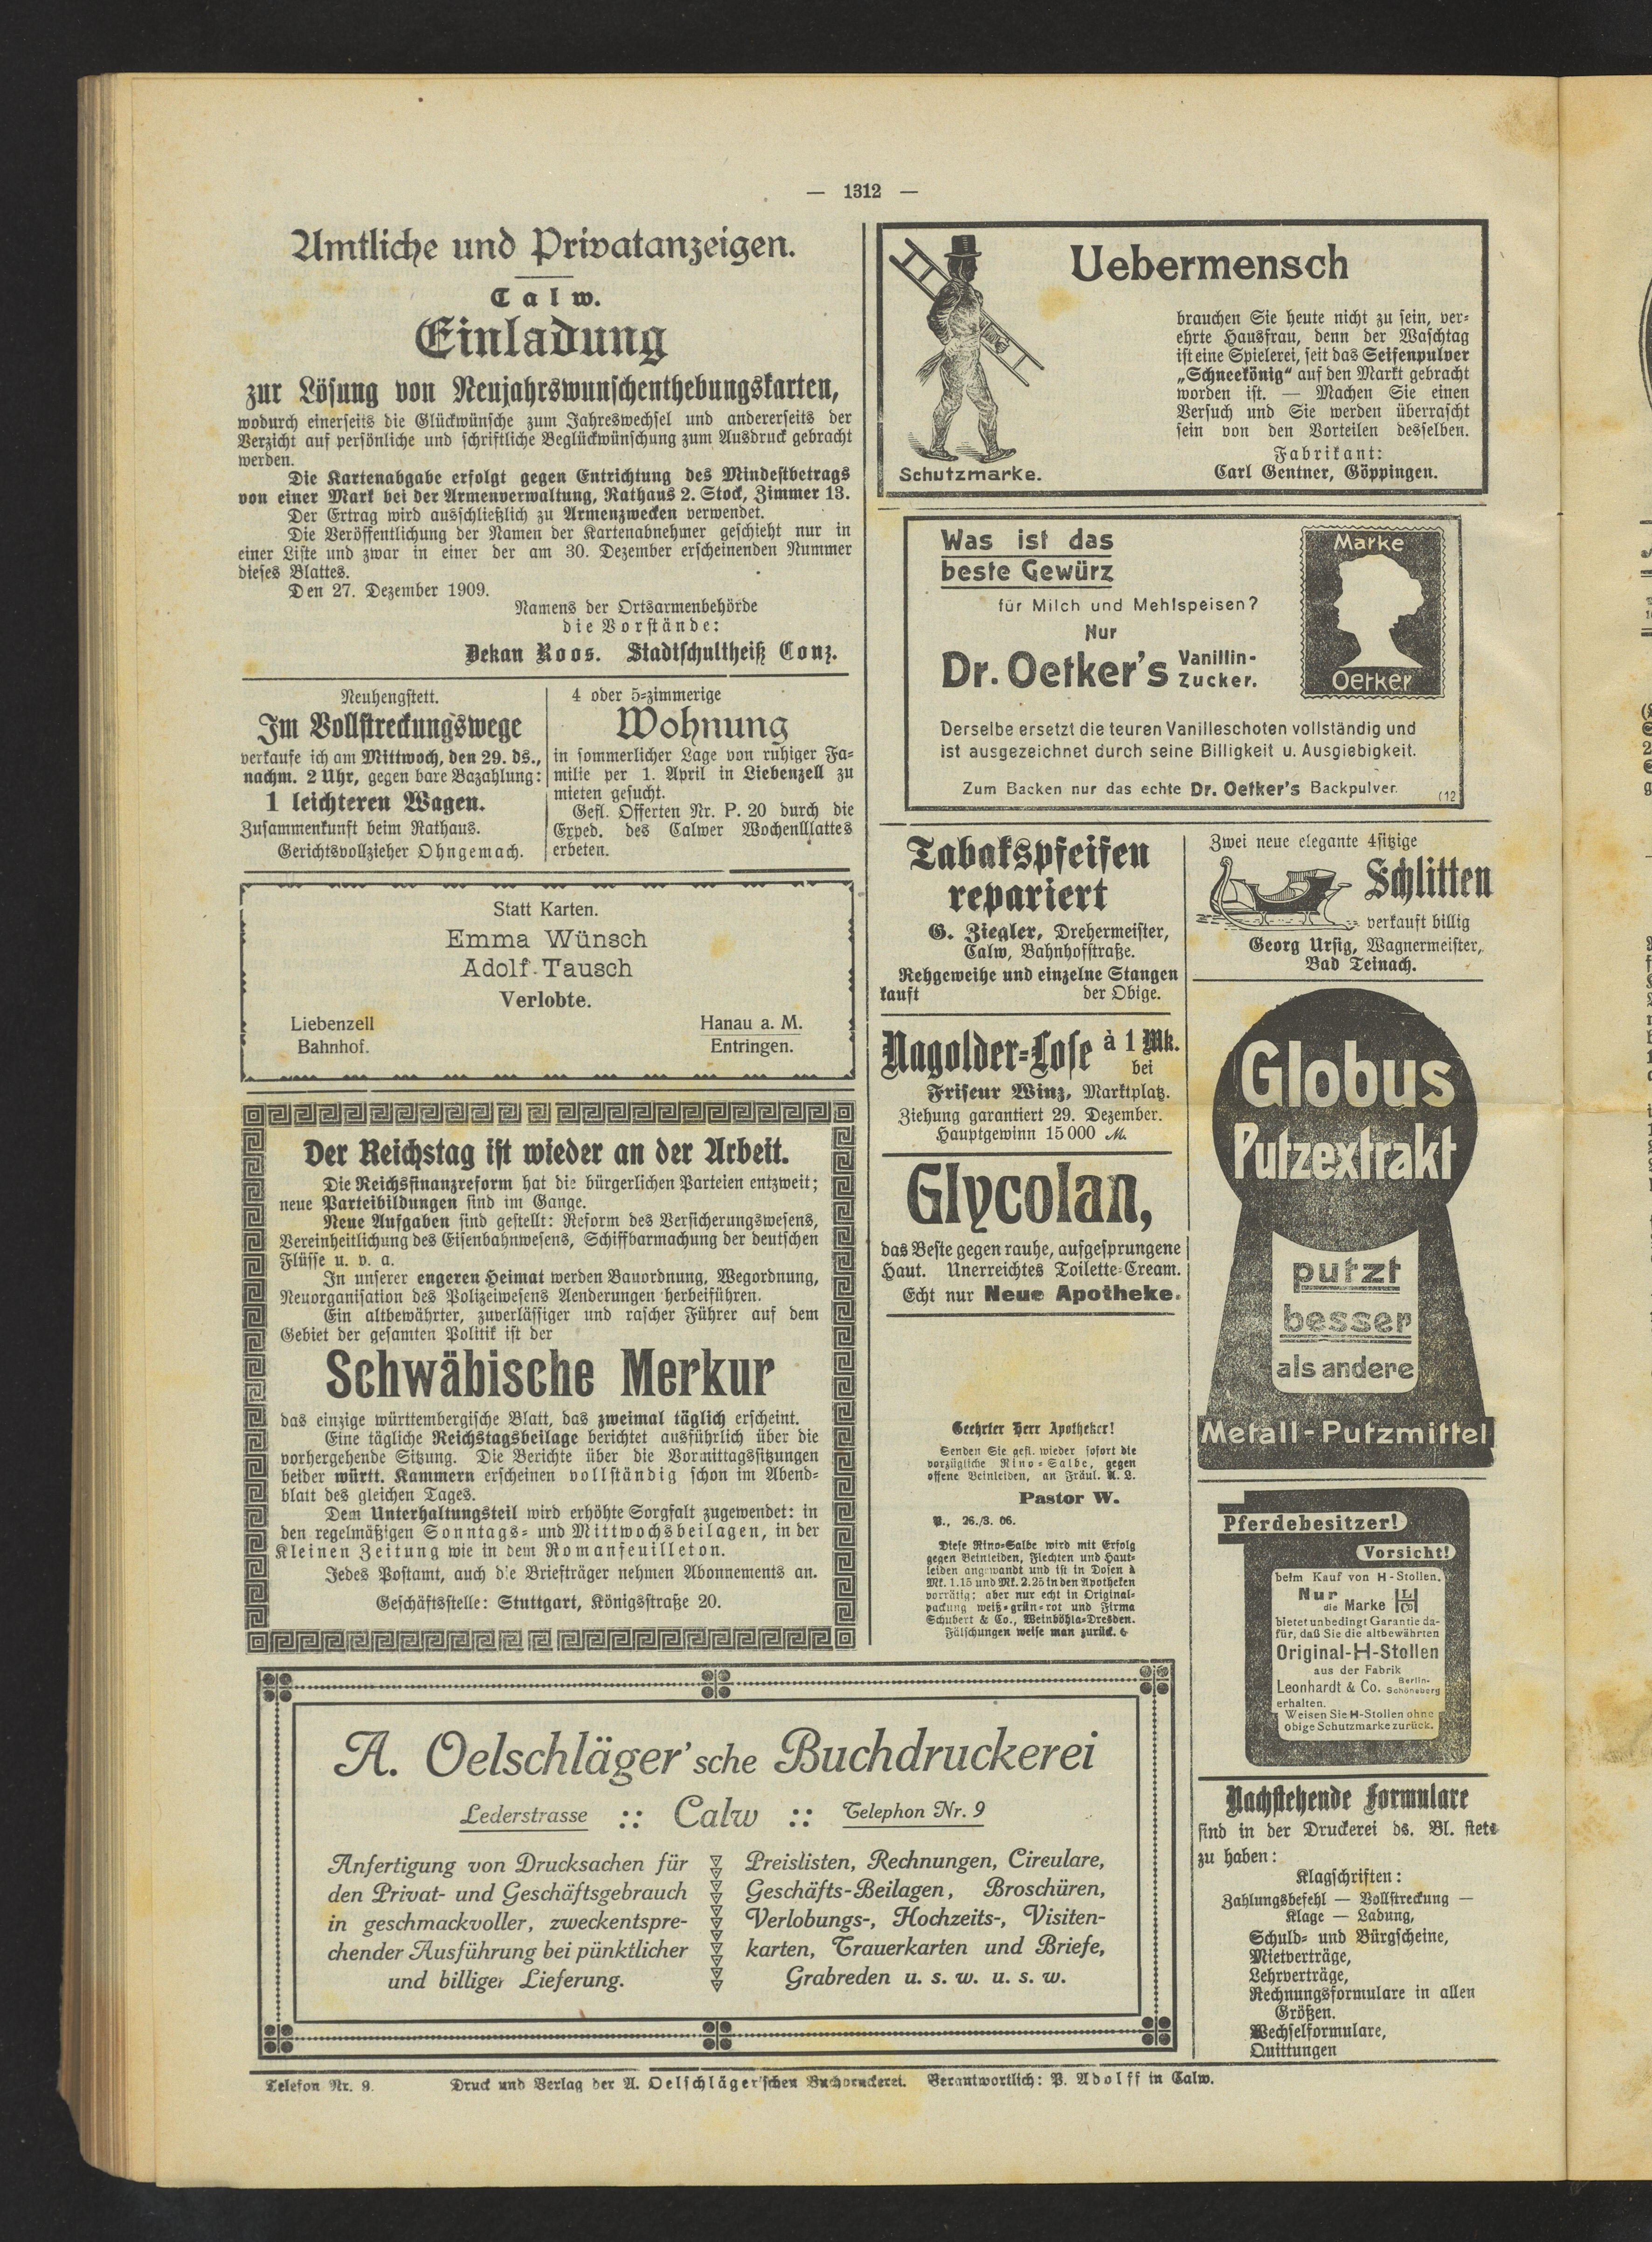 — 1312 —
Amtliche und Privatanzeigen.
Calw.
Einladung
zur Lösung von Neujahrswunschenthebungskarten,
wodurch einerseits die Glückwünsche zum Jahreswechsel und andererseits der
Verzicht auf persönliche und schriftliche Beglückwünschung zum Ausdruck gebracht
werden.
Die Kartenabgabe erfolgt gegen Entrichtung des Mindestbetrags
von einer Mark bei der Armenverwaltung, Rathaus 2. Stock, Zimmer 13.
Der Ertrag wird ausschließlich zu Armenzwecken verwendet.
Die Veröffentlichung der Namen der Kartenabnehmer geschieht nur in
einer Liste und zwar in einer der am 30. Dezember erscheinenden Nummer
dieses Blattes.
Den 27. Dezember 1909.
Namens der Ortsarmenbehörde
die Vorstände:
Dekan Roos. Stadtschultheiß Conz.
Neuhengstett.
Im Vollstreckungswege
verkaufe ich am Mittwoch, den 29. ds.,
nachm. 2 Uhr, gegen bare Bazahlung:
1 leichteren Wagen.
Zusammenkunft beim Rathaus.
Gerichtsvollzieher Ohngemach.
4 oder 5-zimmerige
Wohnung
in sommerlicher Lage von ruhiger Fa-
milie per 1. April in Liebenzell zu
mieten gesucht.
Gefl. Offerten Nr. P. 20 durch die
Exped. des Calwer Wochenlllattes
erbeten.
Statt Karten.
Emma Wünsch
Adolf Tausch
Verlobte.
Liebenzell
Bahnhof.
Hanau a. M.
Entringen.
Der Reichstag ist wieder an der Arbeit.
Die Reichsfinanzreform hat die bürgerlichen Parteien entzweit;
neue Parteibildungen sind im Gange.
Neue Aufgaben sind gestellt: Reform des Versicherungswesens,
Vereinheitlichung des Eisenbahnwesens, Schiffbarmachung der deutschen
Flüsse u. v. a.
In unserer engeren Heimat werden Bauordnung, Wegordnung,
Neuorganisation des Polizeiwesens Aenderungen herbeiführen.
Ein altbewährter, zuverlässiger und rascher Führer auf dem
Gebiet der gesamten Politik ist der
Schwäbische Merkur
das einzige württembergische Blatt, das zweimal täglich erscheint.
Eine tägliche Reichstagsbeilage berichtet ausführlich über die
vorhergehende Sitzung. Die Berichte über die Vormittagssitzungen
beider württ. Kammern erscheinen vollständig schon im Abend-
blatt des gleichen Tages.
Dem Unterhaltungsteil wird erhöhte Sorgfalt zugewendet: in
den regelmäßigen Sonntags- und Mittwochsbeilagen, in der
Kleinen Zeitung wie in dem Romanfeuilleton.
Jedes Postamt, auch die Briefträger nehmen Abonnements an.
Geschäftsstelle: Stuttgart, Königsstraße 20.
Uebermensch
brauchen Sie heute nicht zu sein, ver-
ehrte Hausfrau, denn der Waschtag
ist eine Spielerei, seit das Seifenpulver
„Schneekönig“ auf den Markt gebracht
worden ist. — Machen Sie einen
Versuch und Sie werden überrascht
sein von den Vorteilen desselben.
Fabrikant:
Carl Gentner, Göppingen.
Schutzmarke.
Was ist das
beste Gewürz
für Milch und Mehlspeisen?
Nur
Dr. Oetker's Vanillin-
Zucker.
Marke
Oetker
Derselbe ersetzt die teuren Vanilleschoten vollständig und
ist ausgezeichnet durch seine Billigkeit u. Ausgiebigkeit.
Zum Backen nur das echte Dr. Oetker's Backpulver.
(12
Tabakspfeifen
repariert
G. Ziegler, Drehermeister,
Calw, Bahnhofstraße.
Rehgeweihe und einzelne Stangen
kauft der Obige.
Nagolder-Lose à 1 Mk.
bei
Friseur Winz, Marktplatz.
Ziehung garantiert 29. Dezember.
Hauptgewinn 15 000 M.
Glycolan,
das Beste gegen rauhe, aufgesprungene
Haut. Unerreichtes Toilette-Cream.
Echt nur Neue Apotheke.
Geehrter Herr Apotheker!
Senden Sie gefl. wieder sofort die
vorzügliche Rino-Salbe, gegen
offene Beinleiden, an Fräul. A. L.
Pastor W.
P., 26./3. 06.
Diese Rino-Salbe wird mit Erfolg
gegen Beinleiden, Flechten und Haut-
leiden angewandt und ist in Dosen à
Mk. 1.15 und Mk. 2.25 in den Apotheken
vorrätig; aber nur echt in Original-
packung weiß-grün-rot und Firma
Schubert & Co., Weinböhla-Dresden.
Fälschungen weise man zurück.
Zwei neue elegante 4sitzige
Schlitten
verkauft billig
Georg Ursig, Wagnermeister,
Bad Teinach.
Globus
Putzextrakt
putzt
besser
als andere
Metall-Putzmittel
Pferdebesitzer!
Vorsicht!
beim Kauf von H-Stollen.
Nur
die Marke
bietet unbedingt Garantie da-
für, daß Sie die altbewährten
Original-H-Stollen
aus der Fabrik
Leonhardt & Co. Berlin-
Schöneberg
erhalten.
Weisen Sie H-Stollen ohne
obige Schutzmarke zurück.
Nachstehende Formulare
sind in der Druckerei ds. Bl. stets
zu haben:
Klagschriften:
Zahlungsbefehl — Vollstreckung —
Klage — Ladung,
Schuld- und Bürgscheine,
Mietverträge,
Lehrverträge,
Rechnungsformulare in allen
Größen.
Wechselformulare,
Quittungen
A. Oelschläger'sche Buchdruckerei
Lederstrasse :: Calw :: Telephon Nr. 9
Anfertigung von Drucksachen für
den Privat- und Geschäftsgebrauch
in geschmackvoller, zweckentspre-
chender Ausführung bei pünktlicher
und billiger Lieferung.
Preislisten, Rechnungen, Circulare,
Geschäfts-Beilagen, Broschüren,
Verlobungs-, Hochzeits-, Visiten-
karten, Trauerkarten und Briefe,
Grabreden u. s. w. u. s. w.
Telefon Nr. 9. Druck und Verlag der A. Oelschläger'schen Buchdruckerei. Verantwortlich: P. Adolff in Calw.